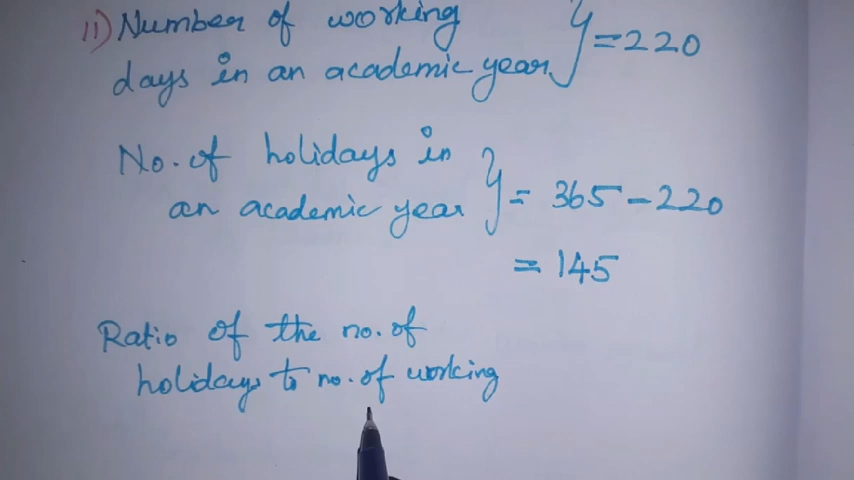 ii) Number of working
days in an academic year } = 220
No. of holidays in
an academic year } = 365 - 220
= 145
Ratio of the no. of
holidays to no. of working